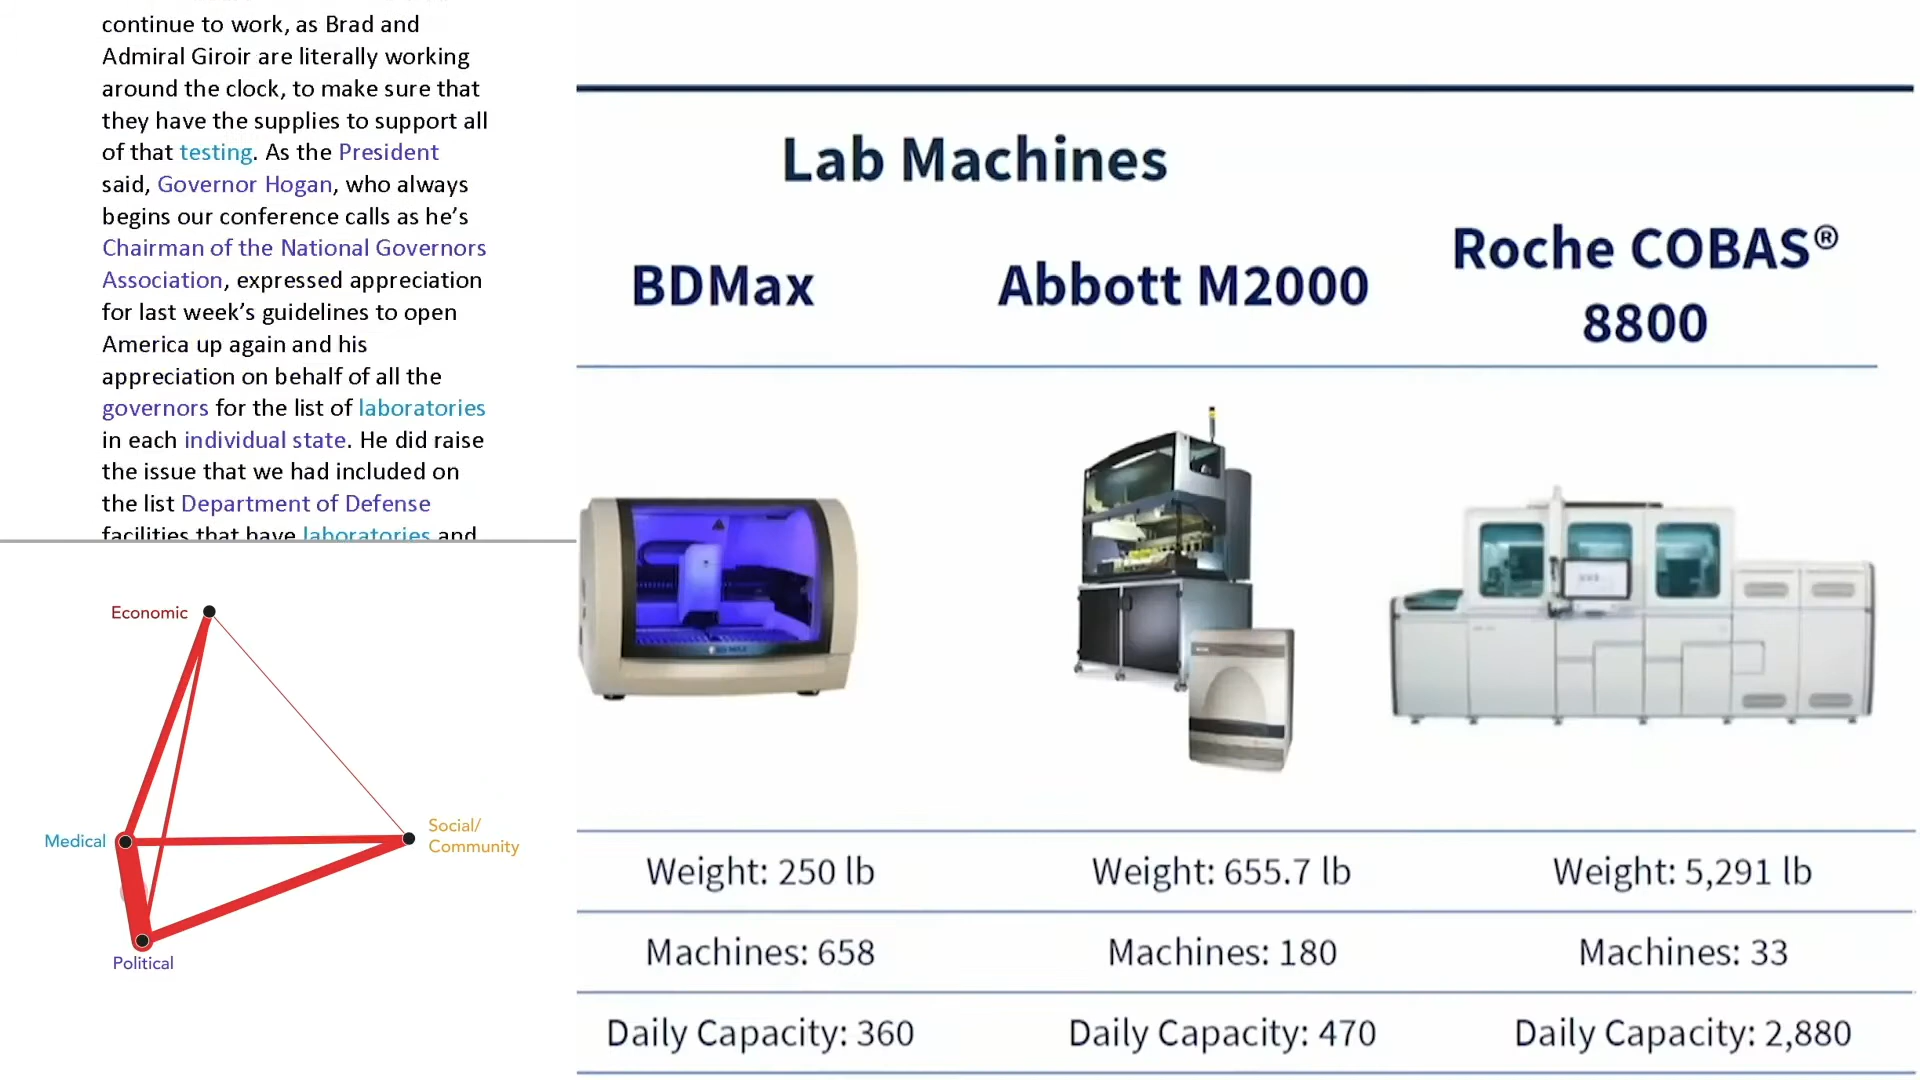 continue to work, as Brad and
Admiral Giroir are literally working
around the clock, to make sure that
they have the supplies to support all
of that testing. As the President
said, Governor Hogan, who always
begins our conference calls as he's
Chairman of the National Governors
Association, expressed appreciation
for last week's guidelines to open
America up again and his
appreciation on behalf of all the
governors for the list of laboratories
in each individual state. He did raise
the issue that we had included on
the list Department of Defense
facilities that have laboratories and
Economic
Medical
Social/
Community
Political
Lab Machines
BDMax
Abbott M2000
Roche COBAS®
8800
Weight: 250 lb
Weight: 655.7 lb
Weight: 5,291 lb
Machines: 658
Machines: 180
Machines: 33
Daily Capacity: 360
Daily Capacity: 470
Daily Capacity: 2,880